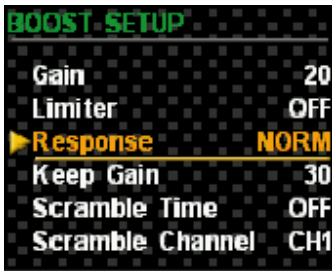 BOOST SETUP
Gain 20
Limiter OFF
Response NORM
Keep Gain 30
Scramble Time OFF
Scramble Channel CH1